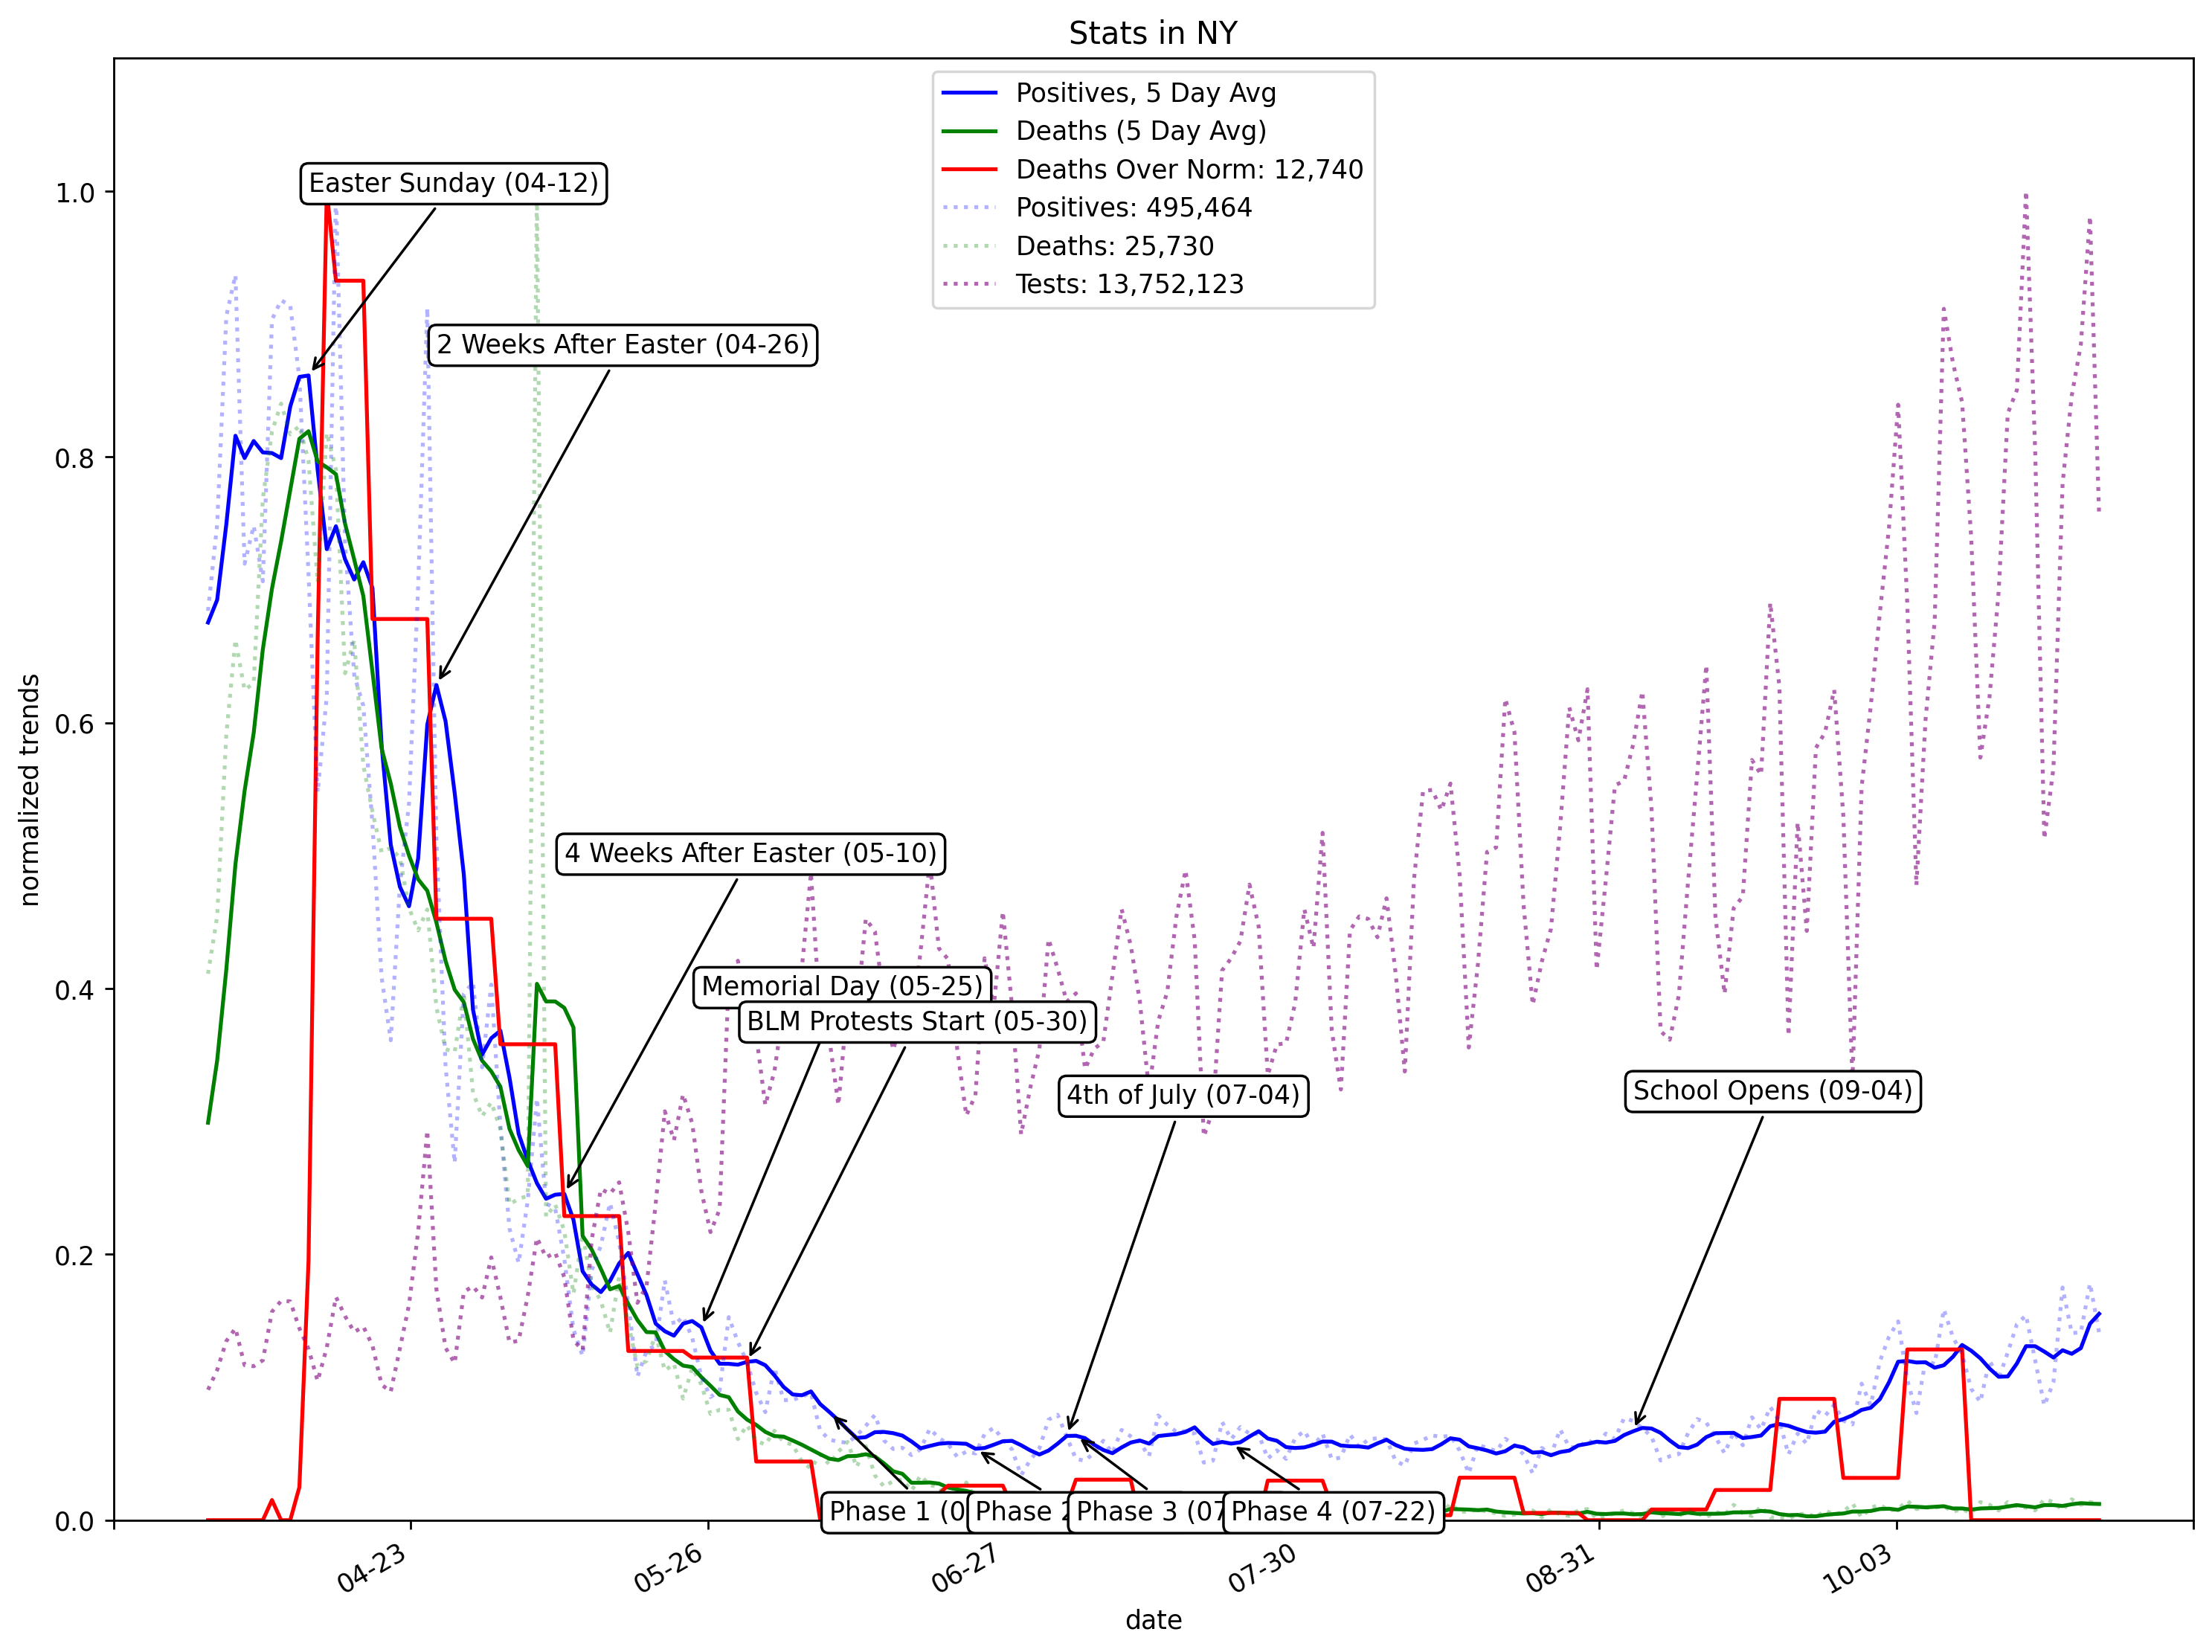 Stats in NY
Positives, 5 Day Avg
Deaths (5 Day Avg)
Deaths Over Norm: 12,740
Positives: 495,464
Deaths: 25,730
Tests: 13,752,123
Easter Sunday (04-12)
2 Weeks After Easter (04-26)
4 Weeks After Easter (05-10)
Memorial Day (05-25)
BLM Protests Start (05-30)
4th of July (07-04)
School Opens (09-04)
Phase 1 (0
Phase 2
Phase 3 (07
Phase 4 (07-22)
1.0
0.8
0.6
0.4
0.2
0.0
normalized trends
04-23
05-26
06-27
07-30
08-31
10-03
date